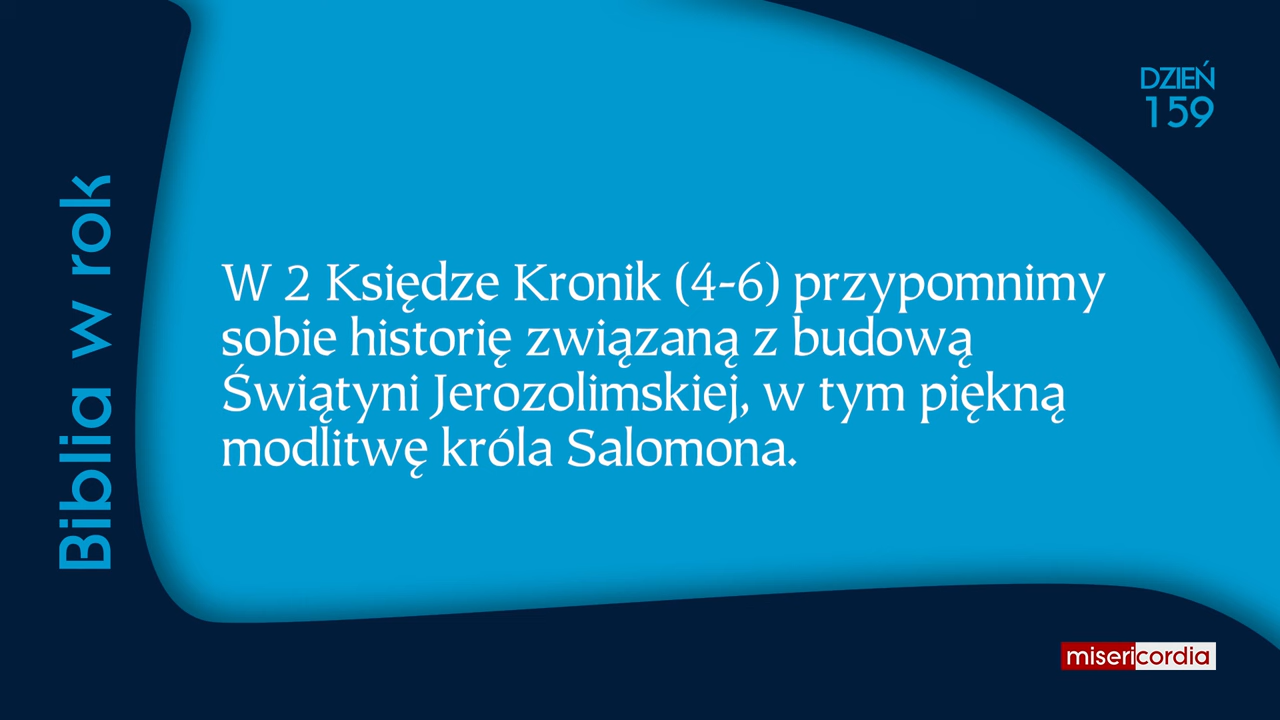 Biblia w rok
DZIEŃ
159
W 2 Księdze Kronik (4-6) przypomnimy
sobie historię związaną z budową
Świątyni Jerozolimskiej, w tym piękną
modlitwę króla Salomona.
misericordia